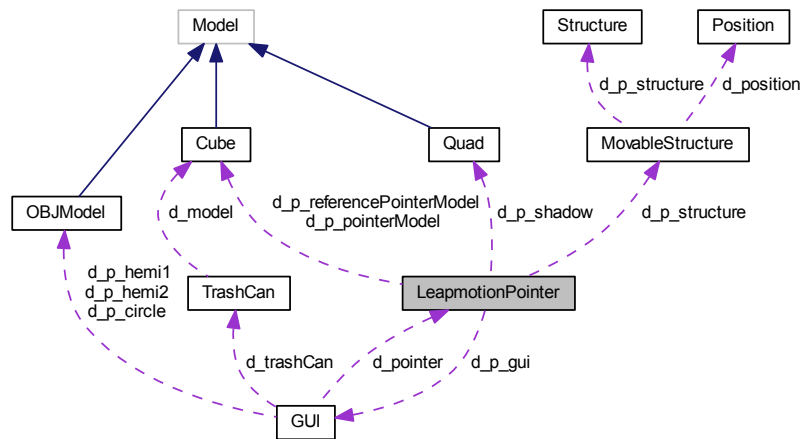 Model
Structure
Position
d_p_structure
d_position
Cube
Quad
MovableStructure
OBJModel
d_model
d_p_referencePointerModel
d_p_pointerModel
d_p_shadow
d_p_structure
d_p_hemi1
d_p_hemi2
d_p_circle
TrashCan
LeapmotionPointer
d_trashCan
d_pointer
d_p_gui
GUI